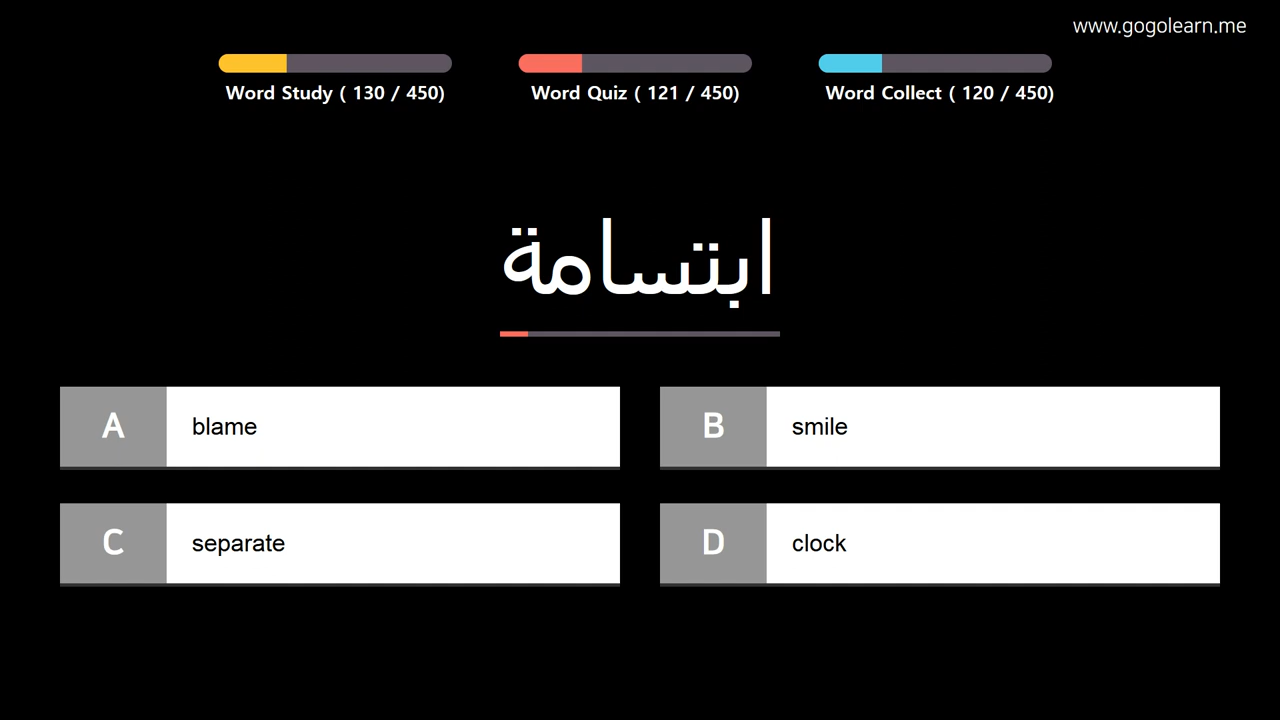 www.gogolearn.me
Word Study ( 130 / 450)
Word Quiz ( 121 / 450)
Word Collect ( 120 / 450)
ابتسامة
A blame
B smile
C separate
D clock